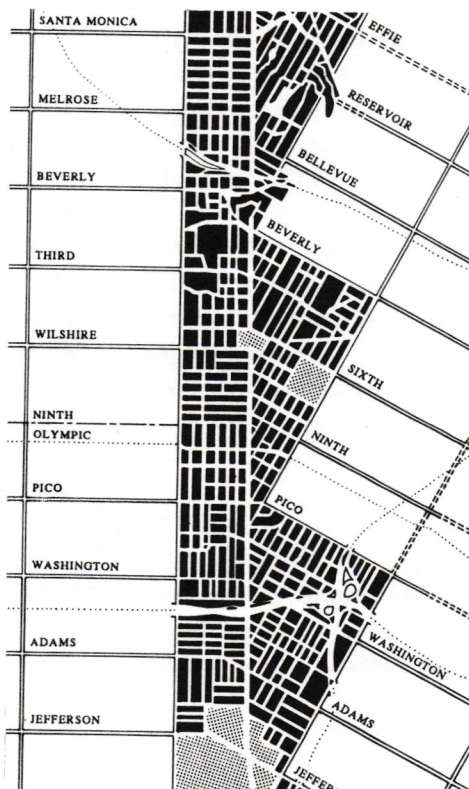 SANTA MONICA
EFFIE
MELROSE
RESERVOIR
BELLEVUE
BEVERLY
BEVERLY
THIRD
WILSHIRE
SIXTH
NINTH
OLYMPIC
NINTH
PICO
PICO
WASHINGTON
WASHINGTON
ADAMS
ADAMS
JEFFERSON